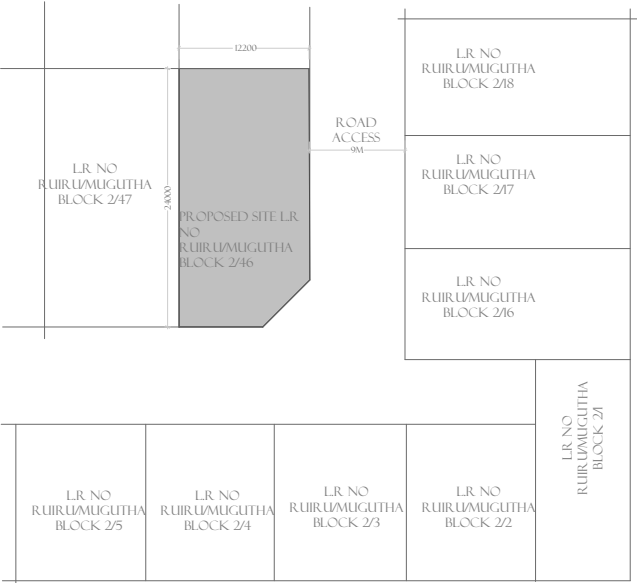 12200
L.R NO
RUIRU/MUGUTHA
BLOCK 2/18
ROAD
ACCESS
9M
L.R NO
RUIRU/MUGUTHA
BLOCK 2/17
L.R NO
RUIRU/MUGUTHA
BLOCK 2/47
24000
PROPOSED SITE L.R
NO
RUIRU/MUGUTHA
BLOCK 2/46
L.R NO
RUIRU/MUGUTHA
BLOCK 2/16
L.R NO
RUIRU/MUGUTHA
BLOCK 2/1
L.R NO
RUIRU/MUGUTHA
BLOCK 2/5
L.R NO
RUIRU/MUGUTHA
BLOCK 2/4
L.R NO
RUIRU/MUGUTHA
BLOCK 2/3
L.R NO
RUIRU/MUGUTHA
BLOCK 2/2